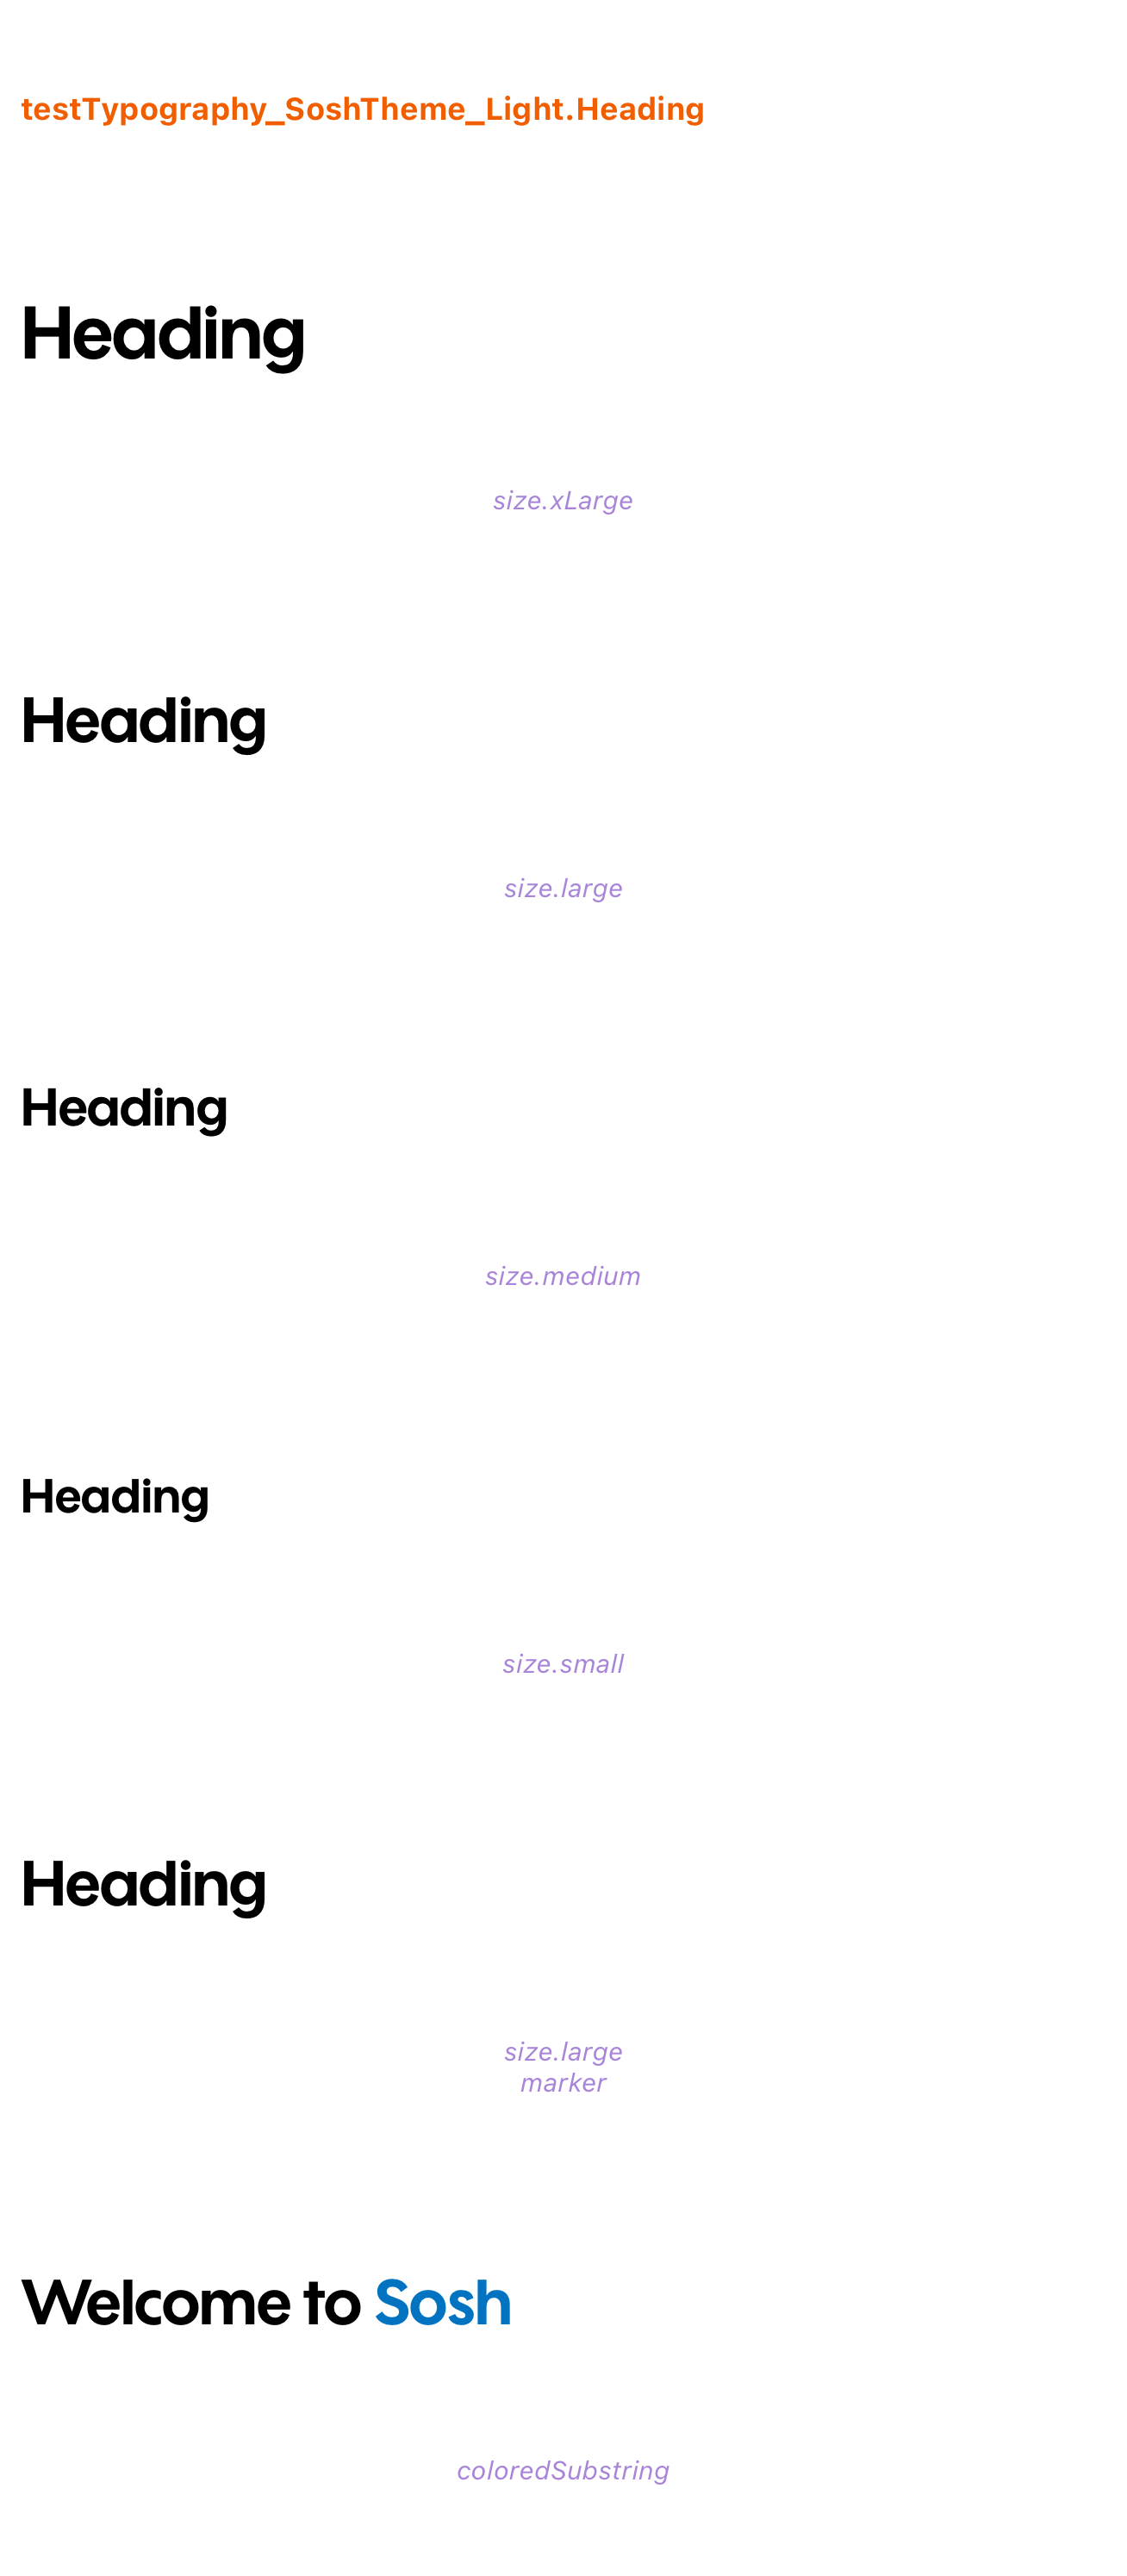 testTypography_SoshTheme_Light.Heading
Heading
size.xLarge
Heading
size.large
Heading
size.medium
Heading
size.small
Heading
size.large
marker
Welcome to Sosh
coloredSubstring